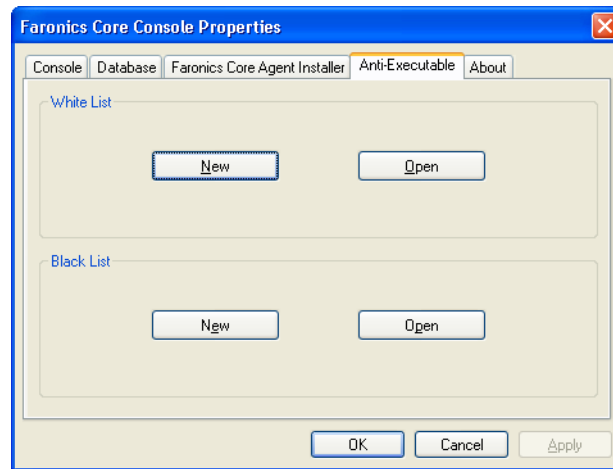 Faronics Core Console Properties
Console Database Faronics Core Agent Installer Anti-Executable About
White List
New Open
Black List
New Open
OK Cancel Apply